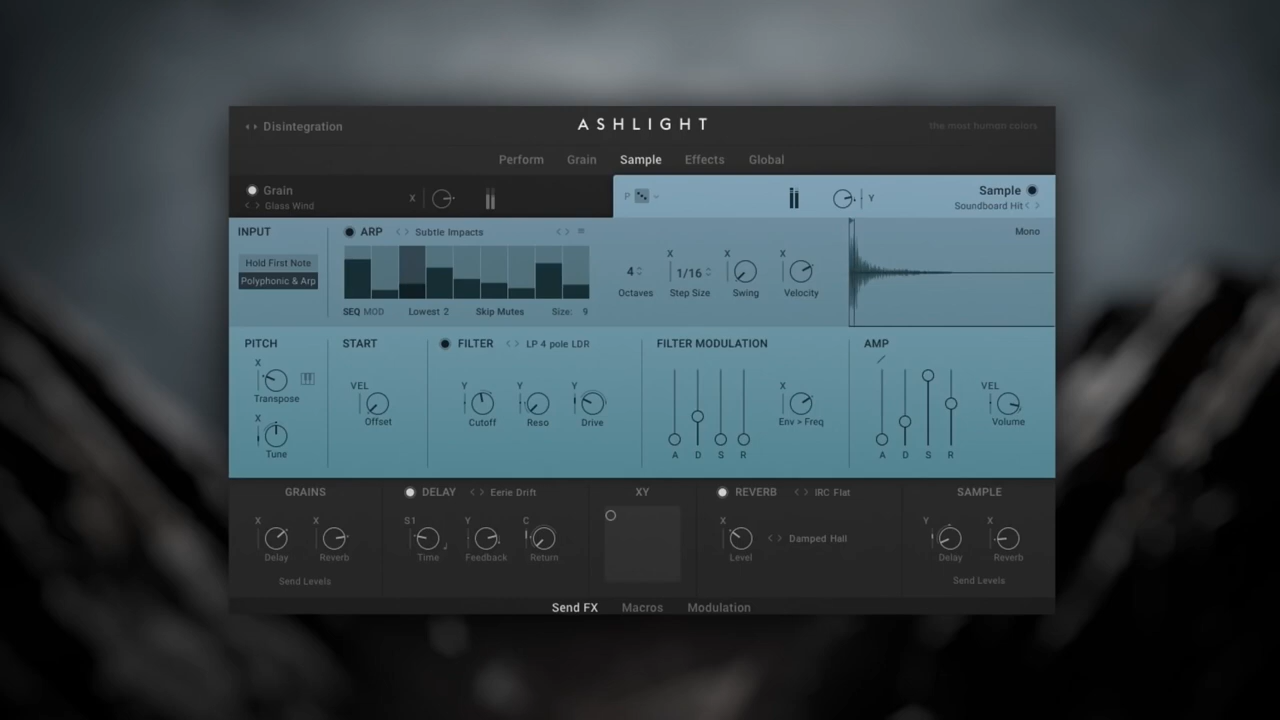 Disintegration
ASHLIGHT
the most human colors
Perform Grain Sample Effects Global
Grain
Glass Wind
X
P
Y
Sample
Soundboard Hit
INPUT
Hold First Note
Polyphonic & Arp
ARP Subtle Impacts
SEQ MOD Lowest 2 Skip Mutes Size: 9
X X X
4 1/16
Octaves Step Size Swing Velocity
Mono
PITCH
X
Transpose
X
Tune
START
VEL
Offset
FILTER LP 4 pole LDR
Y Y Y
Cutoff Reso Drive
FILTER MODULATION
A D S R
X
Env > Freq
AMP
A D S R
VEL
Volume
GRAINS
X X
Delay Reverb
Send Levels
DELAY Eerie Drift
S1 Y C
Time Feedback Return
XY
REVERB IRC Flat
X
Level
Damped Hall
SAMPLE
Y X
Delay Reverb
Send Levels
Send FX Macros Modulation